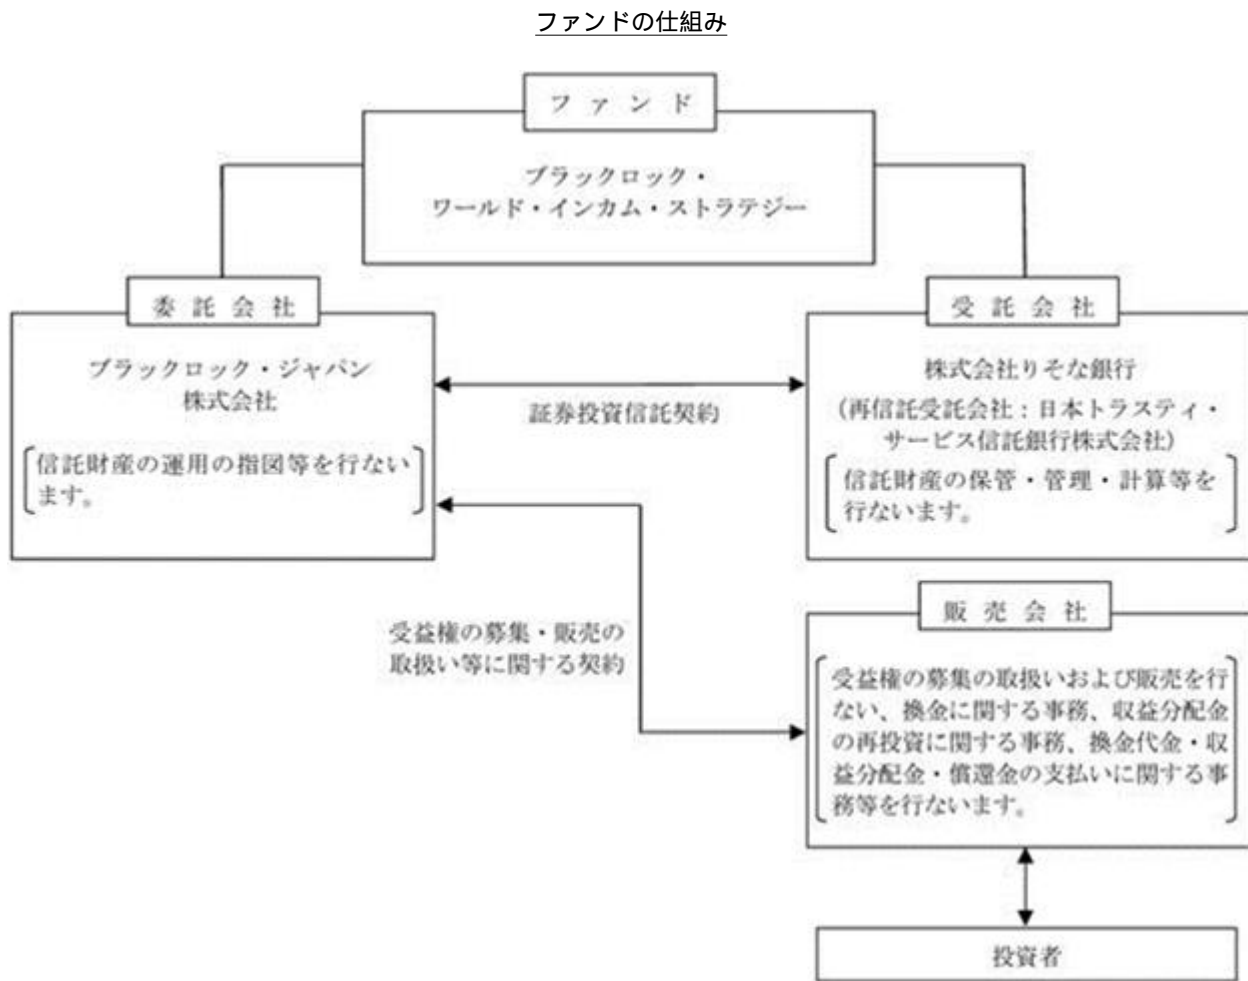 ファンドの仕組み
ファンド
ブラックロック・
ワールド・インカム・ストラテジー
委託会社
ブラックロック・ジャパン
株式会社
信託財産の運用の指図等を行ない
ます。
証券投資信託契約
受託会社
株式会社りそな銀行
(再信託受託会社：日本トラスティ・
サービス信託銀行株式会社)
信託財産の保管・管理・計算等を
行ないます。
受益権の募集・販売の
取扱い等に関する契約
販売会社
受益権の募集の取扱いおよび販売を行
ない、換金に関する事務、収益分配金
の再投資に関する事務、換金代金・収
益分配金・償還金の支払いに関する事
務等を行ないます。
投資者